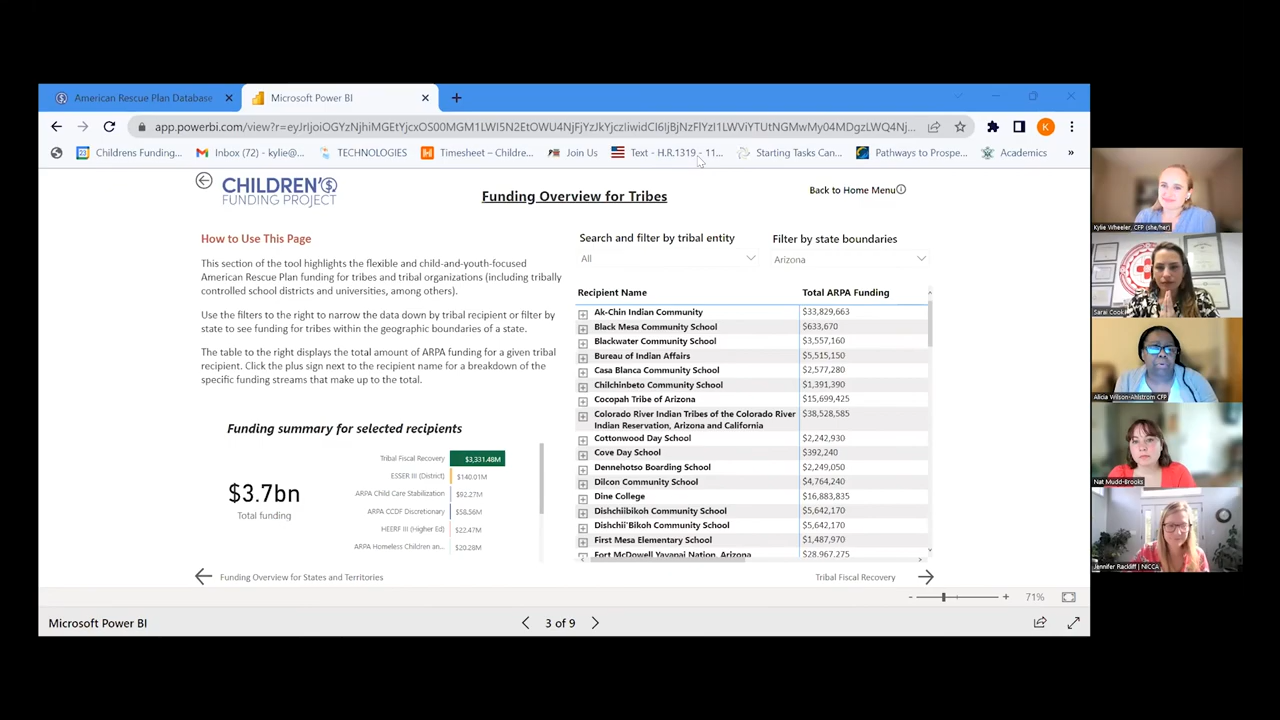 American Rescue Plan Database
Microsoft Power BI
app.powerbi.com/view?r=
Childrens Funding...
Inbox (72) - kylie@...
TECHNOLOGIES
Timesheet – Childre...
Join Us
Text - H.R.1319 - 11...
Starting Tasks Can...
Pathways to Prospe...
Academics
»
CHILDREN'$
FUNDING PROJECT
Funding Overview for Tribes
Back to Home Menu
How to Use This Page
This section of the tool highlights the flexible and child-and-youth-focused
American Rescue Plan funding for tribes and tribal organizations (including tribally
controlled school districts and universities, among others).
Use the filters to the right to narrow the data down by tribal recipient or filter by
state to see funding for tribes within the geographic boundaries of a state.
The table to the right displays the total amount of ARPA funding for a given tribal
recipient. Click the plus sign next to the recipient name for a breakdown of the
specific funding streams that make up to the total.
Funding summary for selected recipients
$3.7bn
Total funding
Tribal Fiscal Recovery $3,331.48M
ESSER III (District) $140.01M
ARPA Child Care Stabilization $92.27M
ARPA CCDF Discretionary $58.56M
HEERF III (Higher Ed) $22.47M
ARPA Homeless Children an... $20.28M
Search and filter by tribal entity
All
Filter by state boundaries
Arizona
Recipient Name Total ARPA Funding
Ak-Chin Indian Community $33,829,663
Black Mesa Community School $633,670
Blackwater Community School $3,557,160
Bureau of Indian Affairs $5,515,150
Casa Blanca Community School $2,577,280
Chilchinbeto Community School $1,391,390
Cocopah Tribe of Arizona $15,699,425
Colorado River Indian Tribes of the Colorado River $38,528,585
Indian Reservation, Arizona and California
Cottonwood Day School $2,242,930
Cove Day School $392,240
Dennehotso Boarding School $2,249,050
Dilcon Community School $4,764,240
Dine College $16,883,835
Dishchiibikoh Community School $5,642,170
Dishchii`Bikoh Community School $5,642,170
First Mesa Elementary School $1,487,970
Fort McDowell Yavapai Nation, Arizona $28,967,275
Funding Overview for States and Territories
Tribal Fiscal Recovery
- + 71%
Microsoft Power BI
3 of 9
Kylie Wheeler, CFP (she/her)
Sarai Cook
Alicia Wilson-Ahlstrom CFP
Nat Mudd-Brooks
Jennifer Rackliff | NICCA